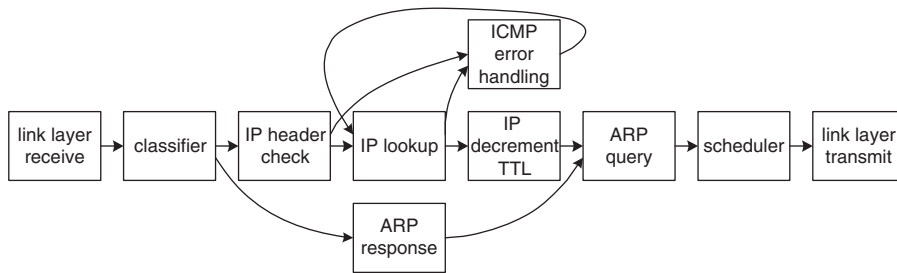 ICMP
error
handling
link layer
receive
classifier
IP header
check
IP lookup
IP
decrement
TTL
ARP
query
scheduler
link layer
transmit
ARP
response